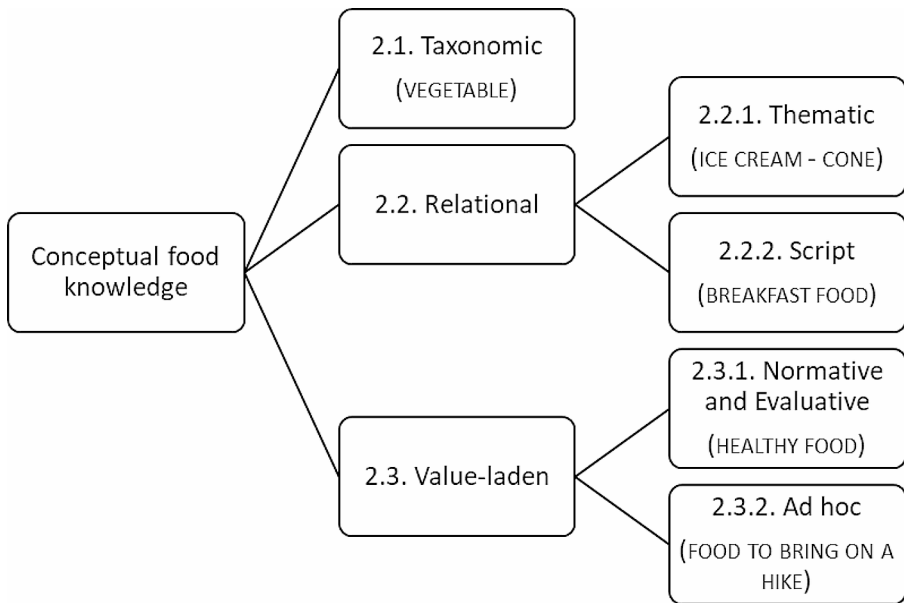 Conceptual food
knowledge
2.1. Taxonomic
(VEGETABLE)
2.2. Relational
2.2.1. Thematic
(ICE CREAM - CONE)
2.2.2. Script
(BREAKFAST FOOD)
2.3. Value-laden
2.3.1. Normative
and Evaluative
(HEALTHY FOOD)
2.3.2. Ad hoc
(FOOD TO BRING ON A
HIKE)